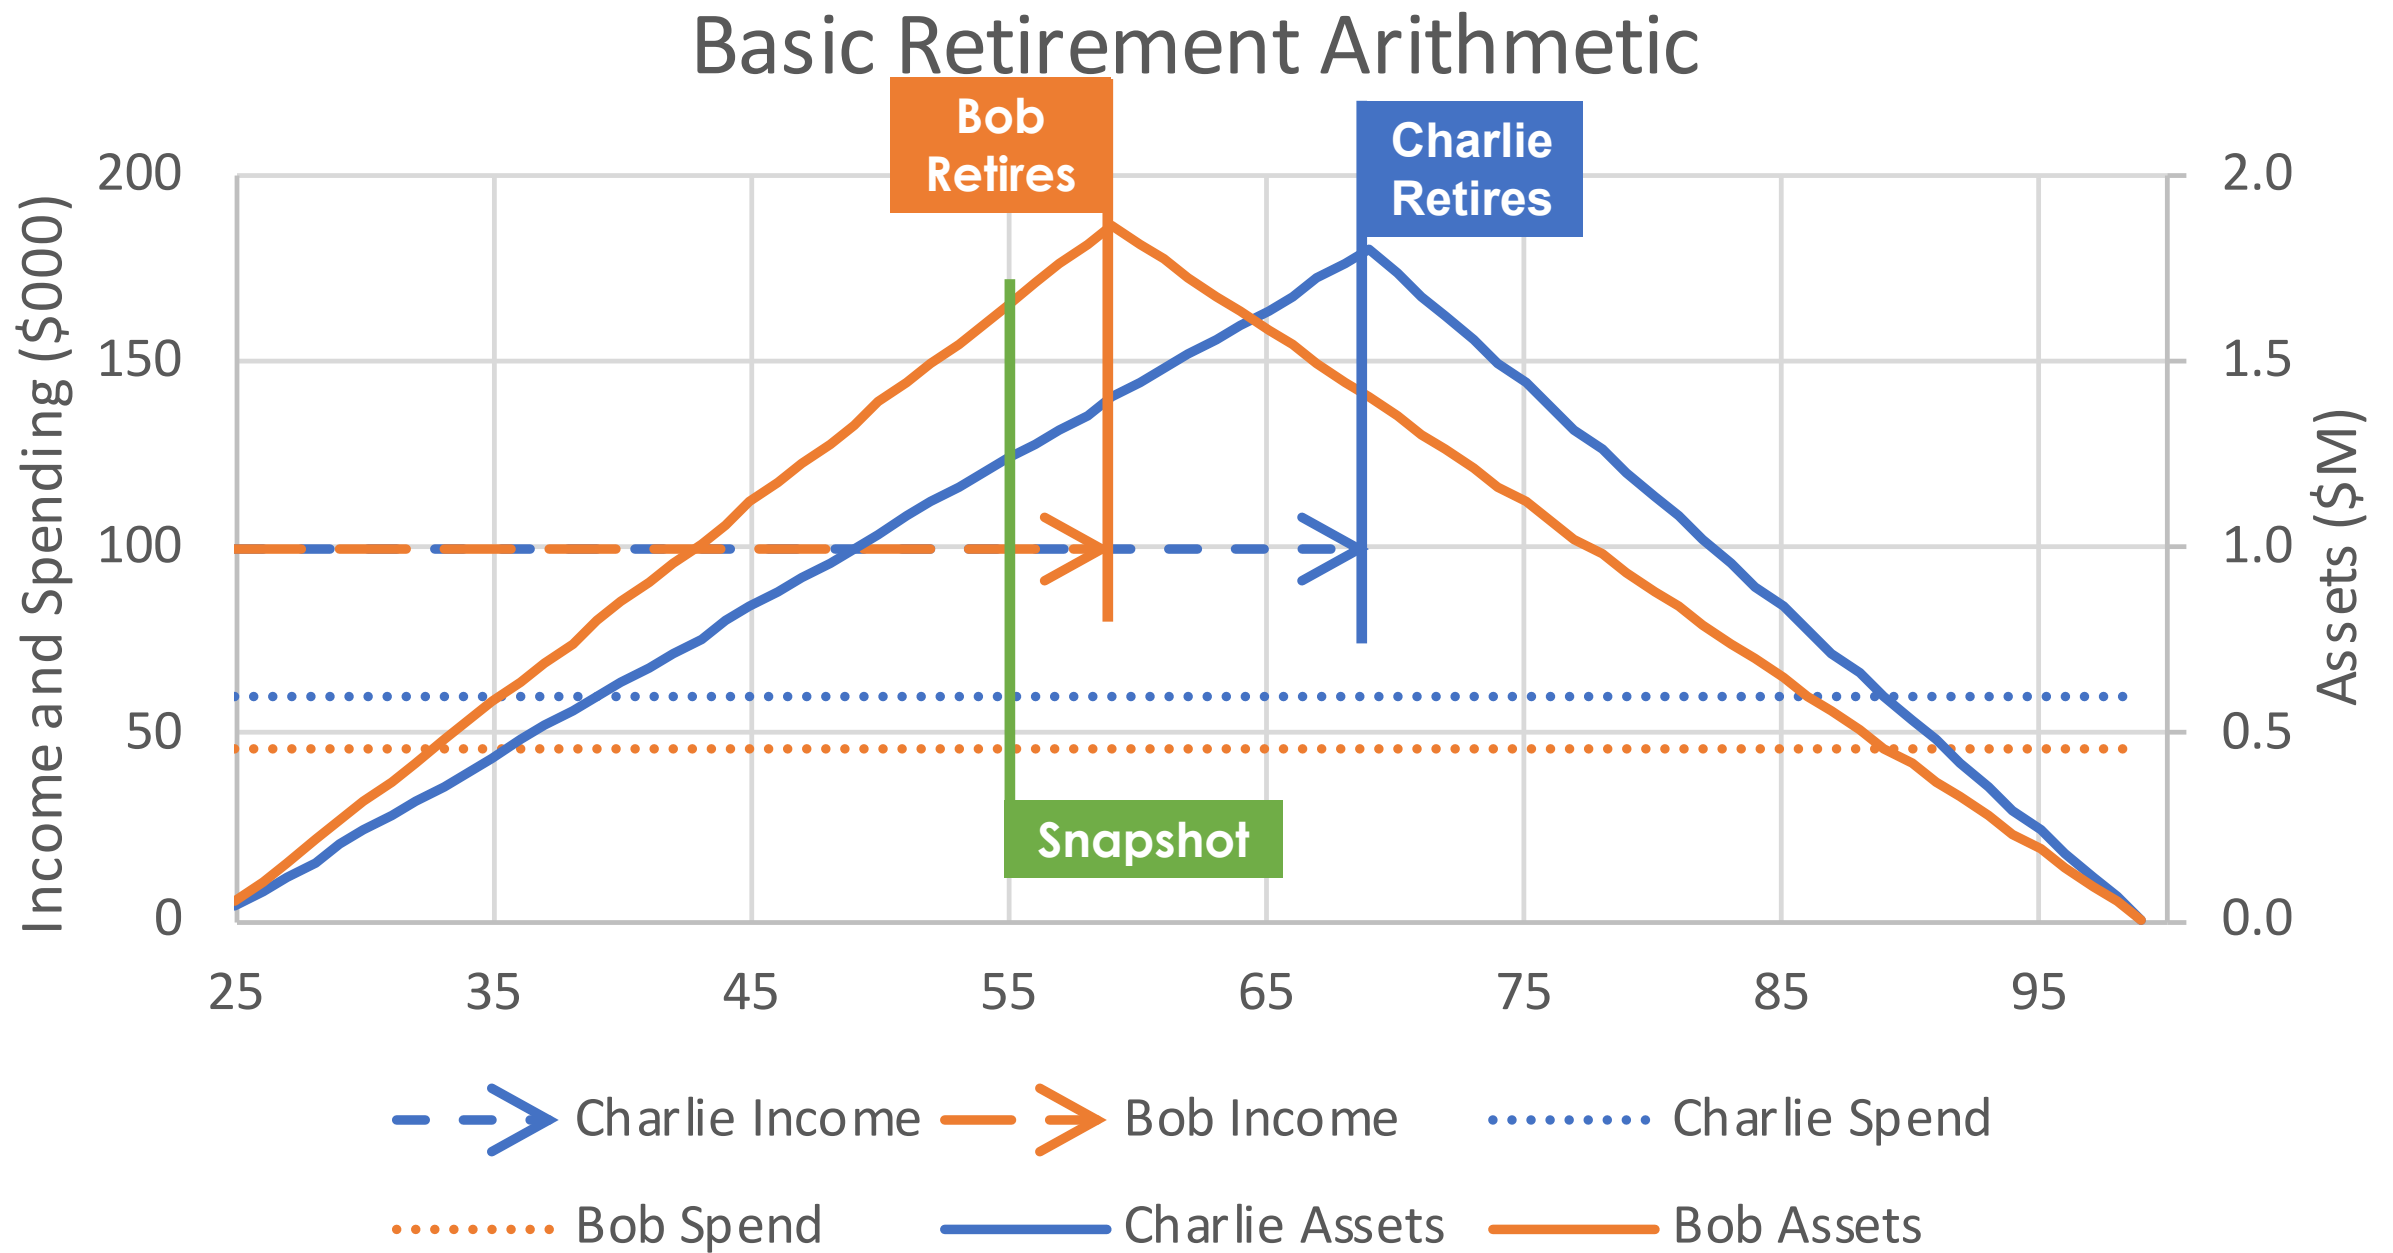 Basic Retirement Arithmetic
Bob
Retires
Charlie
Retires
Income and Spending ($000)
200
150
100
50
0
2.0
1.5
1.0
0.5
0.0
Assets ($M)
Snapshot
25 35 45 55 65 75 85 95
Charlie Income Bob Income Charlie Spend
Bob Spend Charlie Assets Bob Assets